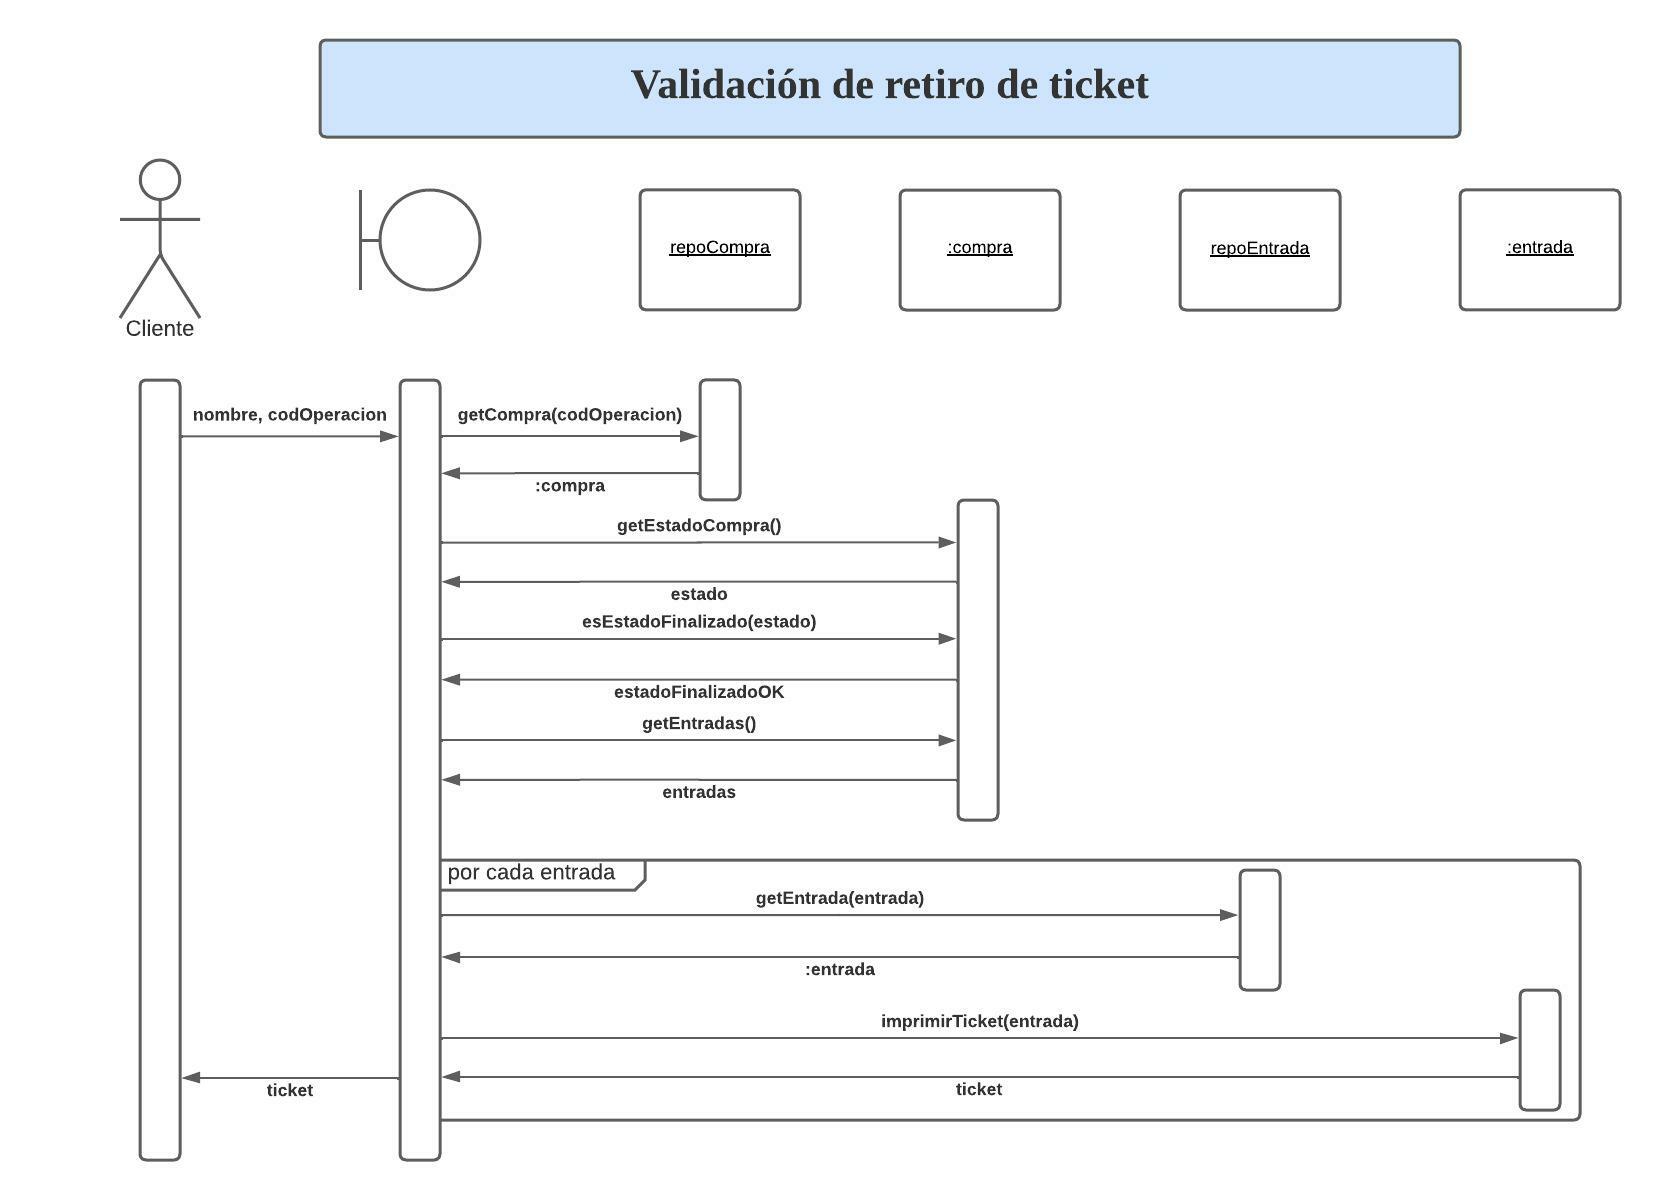 Validación de retiro de ticket
Cliente
repoCompra
:compra
repoEntrada
:entrada
nombre, codOperacion
getCompra(codOperacion)
:compra
getEstadoCompra()
estado
esEstadoFinalizado(estado)
estadoFinalizadoOK
getEntradas()
entradas
por cada entrada
getEntrada(entrada)
:entrada
imprimirTicket(entrada)
ticket
ticket